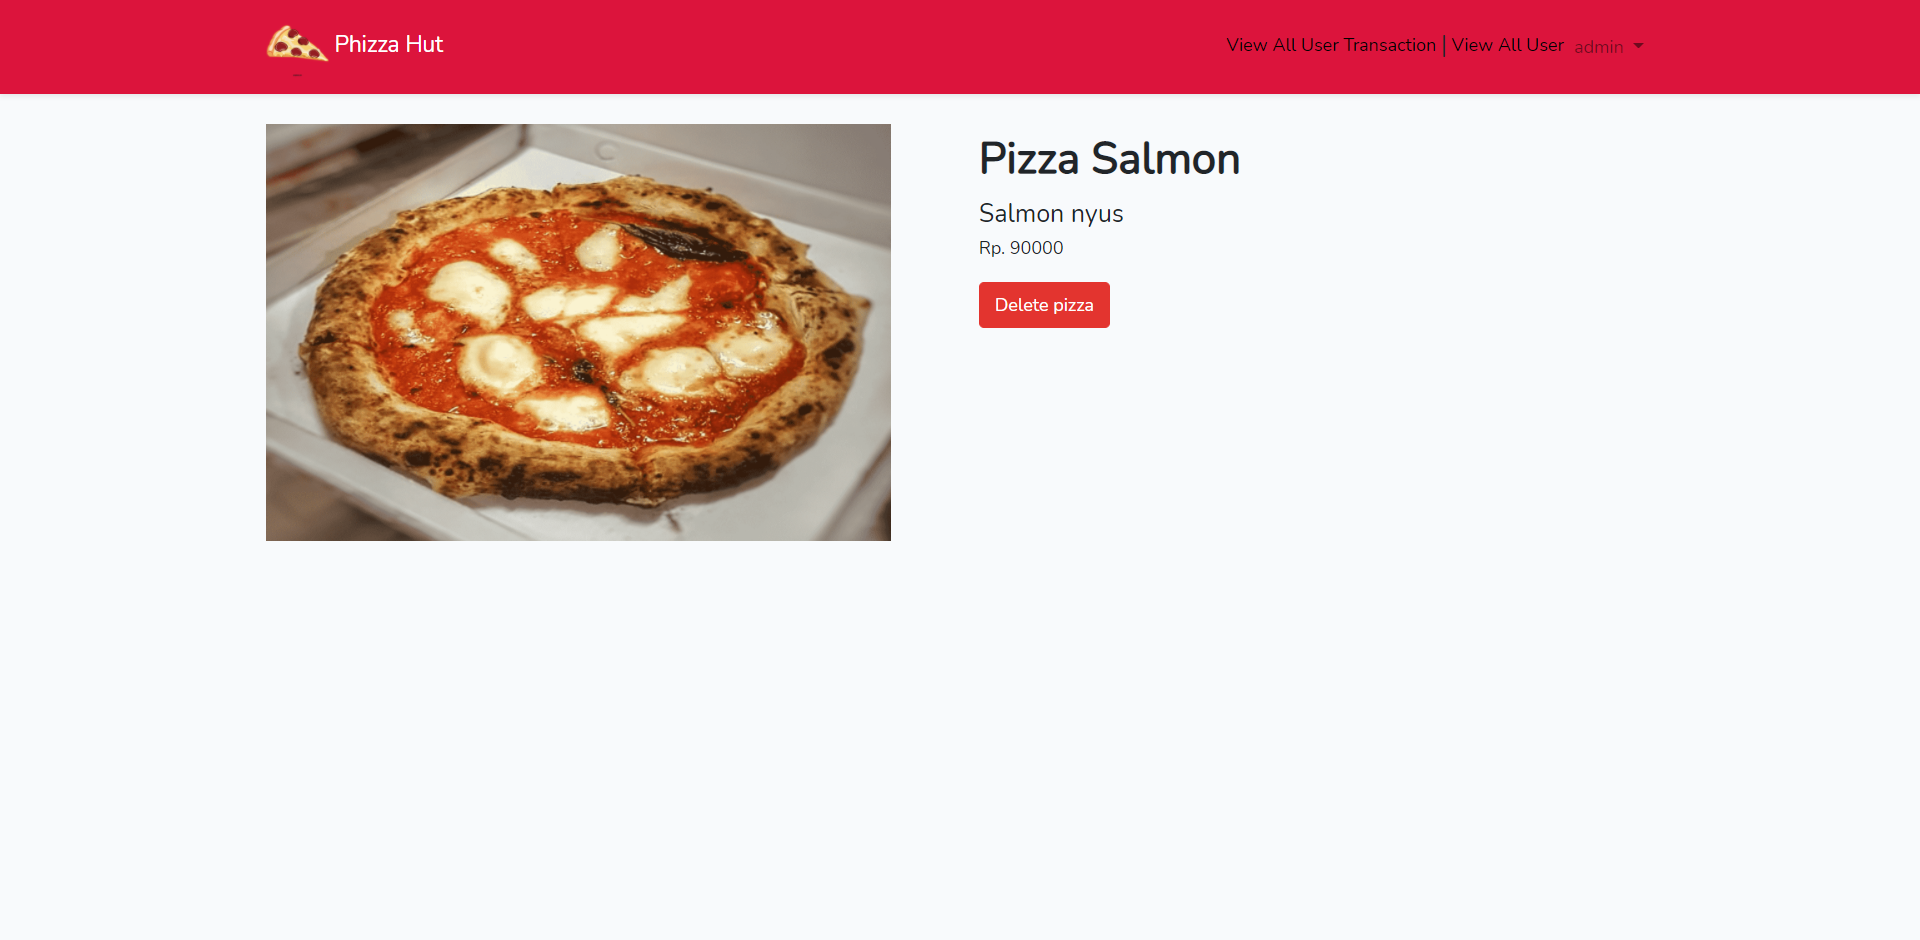 Phizza Hut
View All User Transaction | View All User admin
Pizza Salmon
Salmon nyus
Rp. 90000
Delete pizza